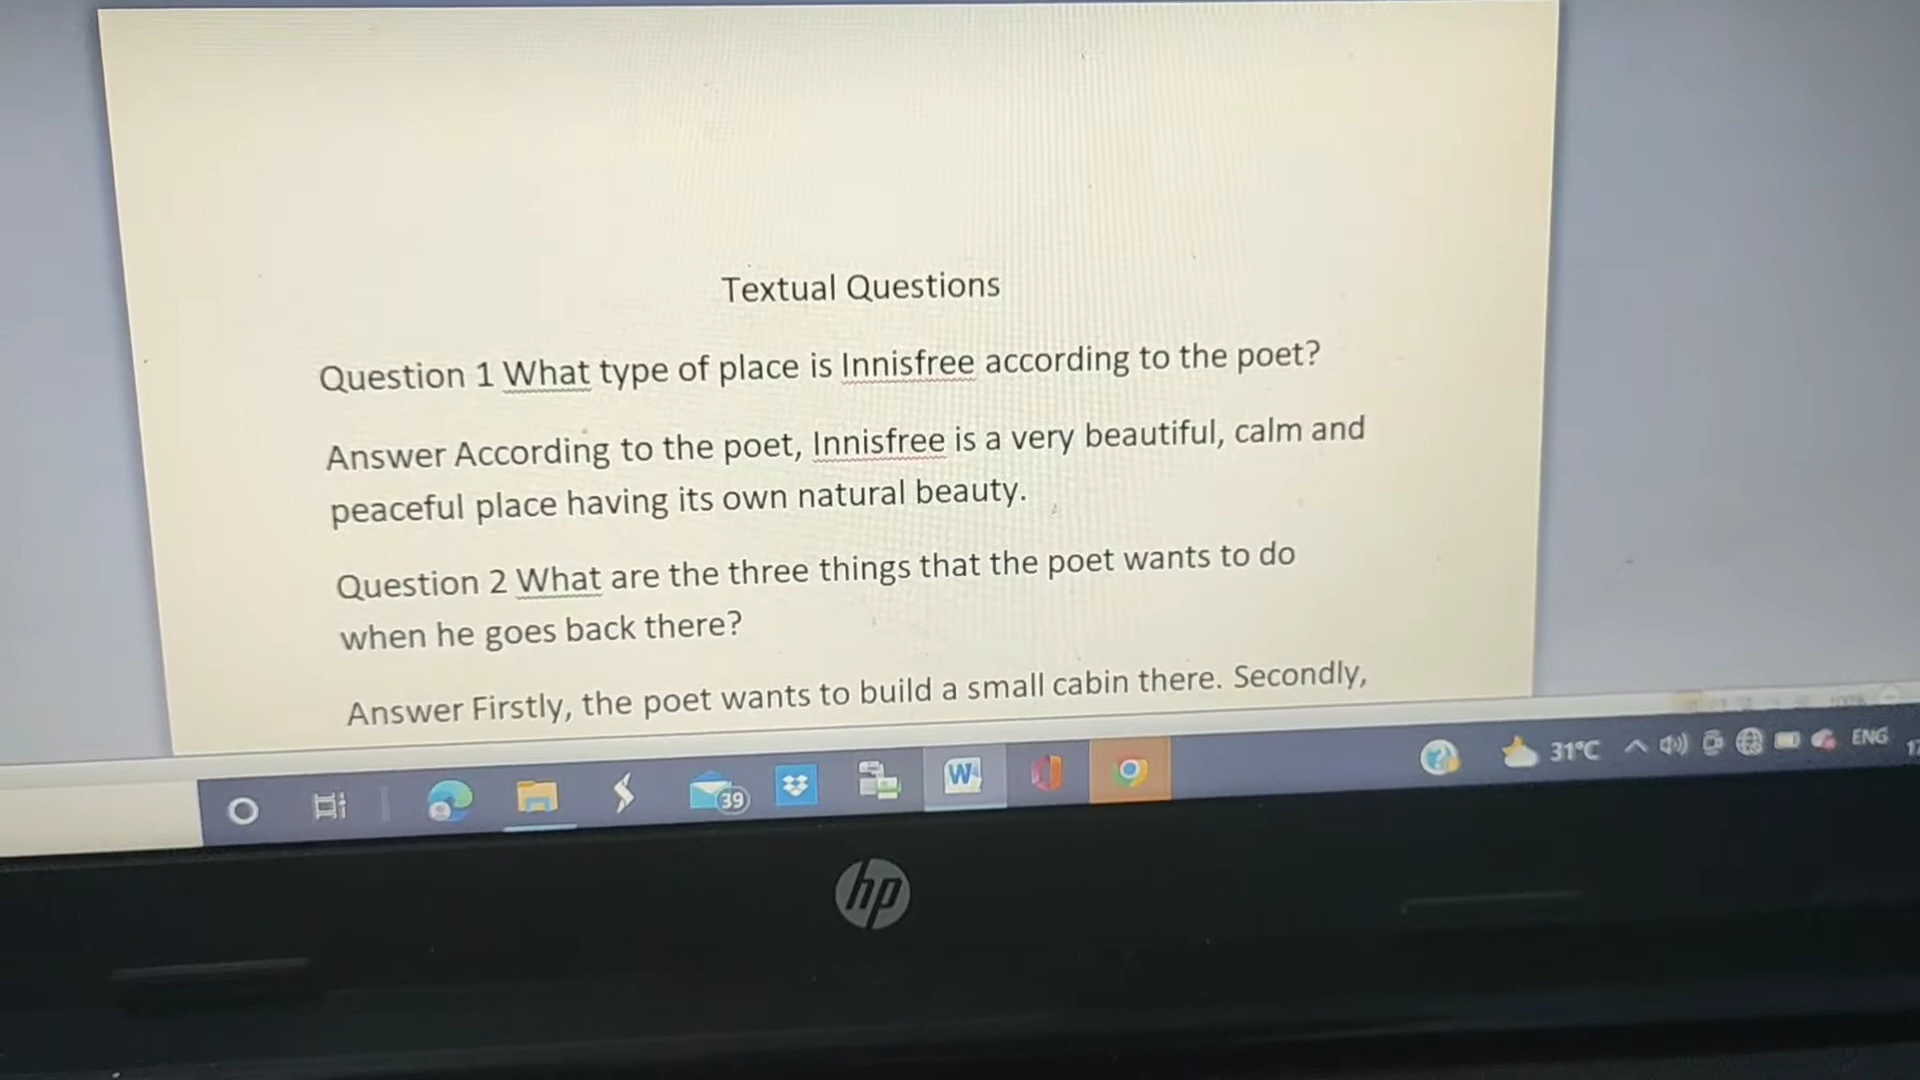 Textual Questions
Question 1 What type of place is Innisfree according to the poet?
Answer According to the poet, Innisfree is a very beautiful, calm and
peaceful place having its own natural beauty.
Question 2 What are the three things that the poet wants to do
when he goes back there?
Answer Firstly, the poet wants to build a small cabin there. Secondly,
39
W
31°C
ENG
hp